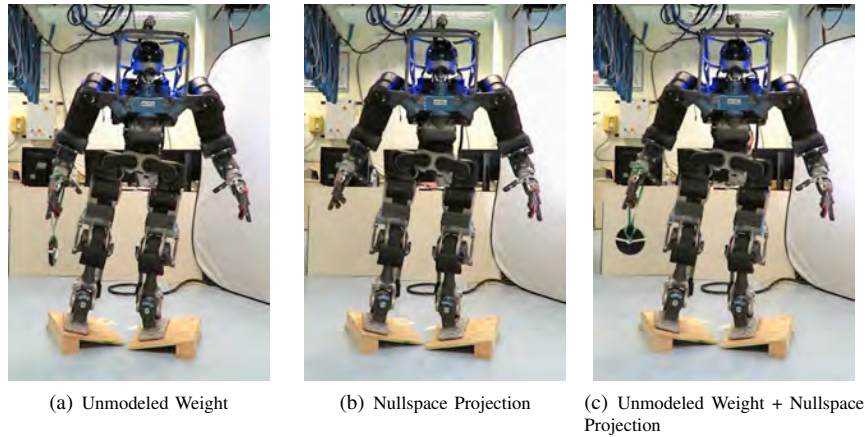 (a) Unmodeled Weight
(b) Nullspace Projection
(c) Unmodeled Weight + Nullspace
Projection